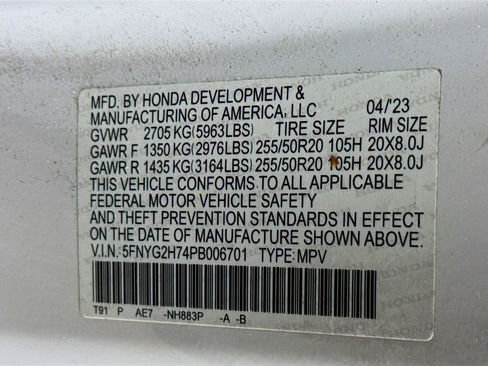 MFD. BY HONDA DEVELOPMENT &
MANUFACTURING OF AMERICA, LLC 04/'23
GVWR 2705 KG(5963LBS) TIRE SIZE RIM SIZE
GAWR F 1350 KG(2976LBS) 255/50R20 105H 20X8.0J
GAWR R 1435 KG(3164LBS) 255/50R20 105H 20X8.0J
THIS VEHICLE CONFORMS TO ALL APPLICABLE
FEDERAL MOTOR VEHICLE SAFETY
AND THEFT PREVENTION STANDARDS IN EFFECT
ON THE DATE OF MANUFACTURE SHOWN ABOVE.
V.I.N.:5FNYG2H74PB006701 TYPE: MPV
T91 P AE7 -NH883P -A -B